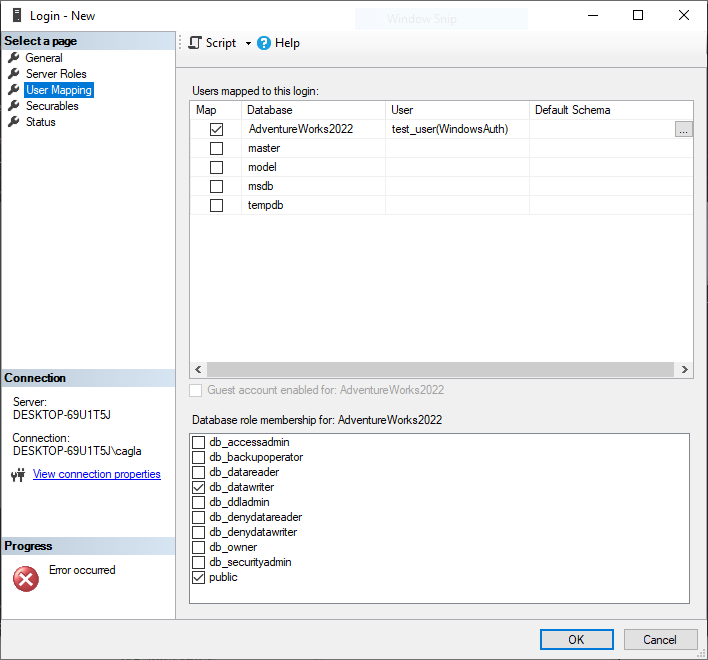 Login - New
Window Snip
Select a page
General
Server Roles
User Mapping
Securables
Status
Script
Help
Users mapped to this login:
Map Database User Default Schema
AdventureWorks2022 test_user(WindowsAuth) ...
master
model
msdb
tempdb
Guest account enabled for: AdventureWorks2022
Database role membership for: AdventureWorks2022
db_accessadmin
db_backupoperator
db_datareader
db_datawriter
db_ddladmin
db_denydatareader
db_denydatawriter
db_owner
db_securityadmin
public
Connection
Server:
DESKTOP-69U1T5J
Connection:
DESKTOP-69U1T5J\cagla
View connection properties
Progress
Error occurred
OK
Cancel